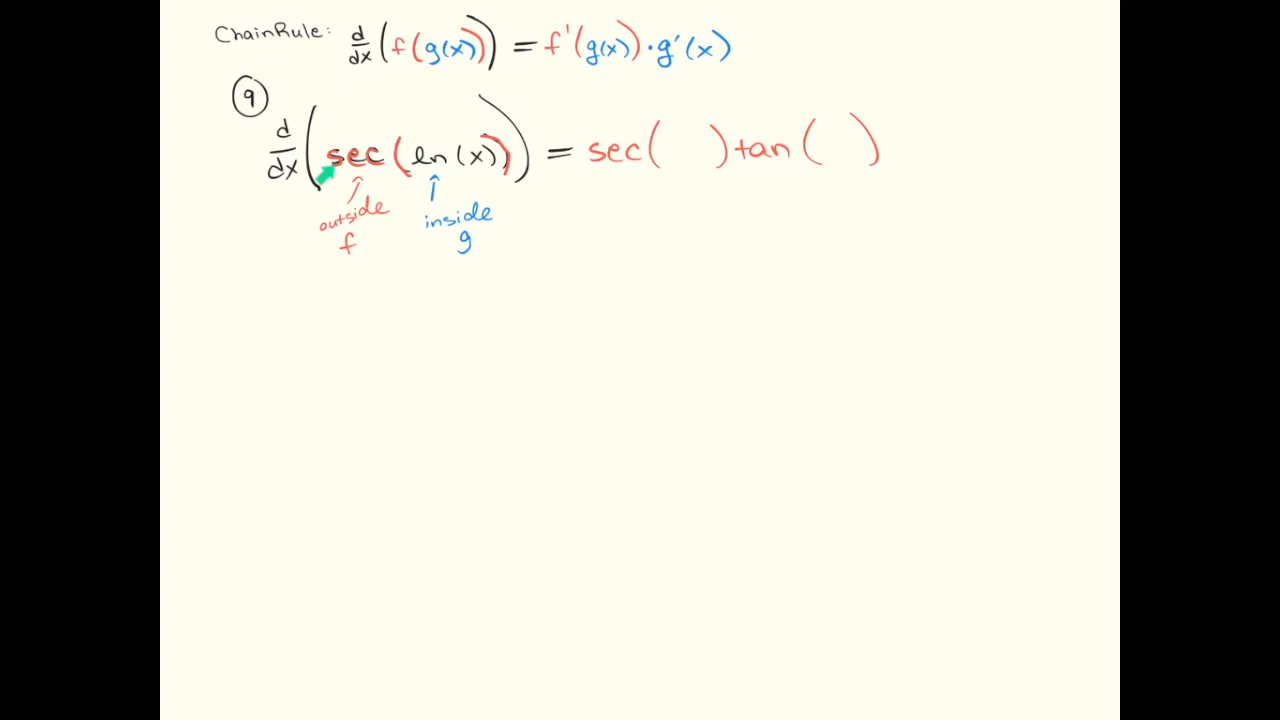 Chain Rule: d/dx (f(g(x))) = f'(g(x)) · g'(x)
9
d/dx (sec(ln(x))) = sec( ) tan( )
outside inside
f g